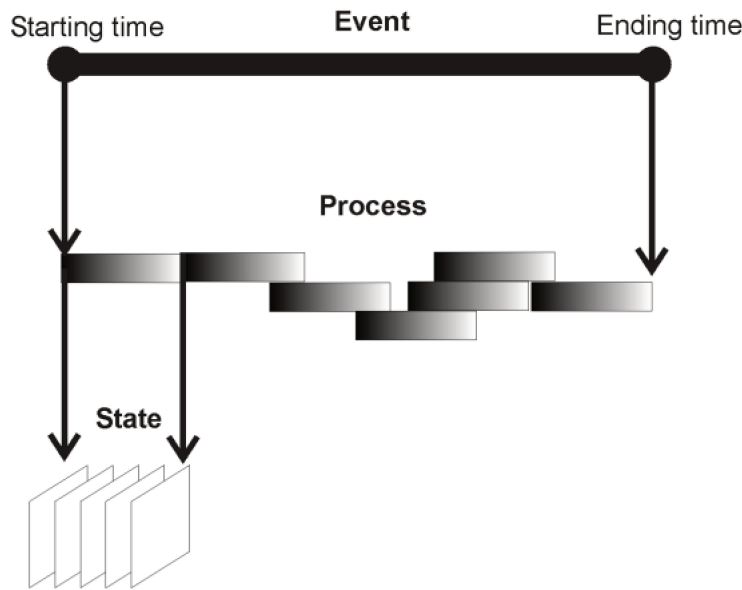 Starting time
Event
Ending time
Process
State